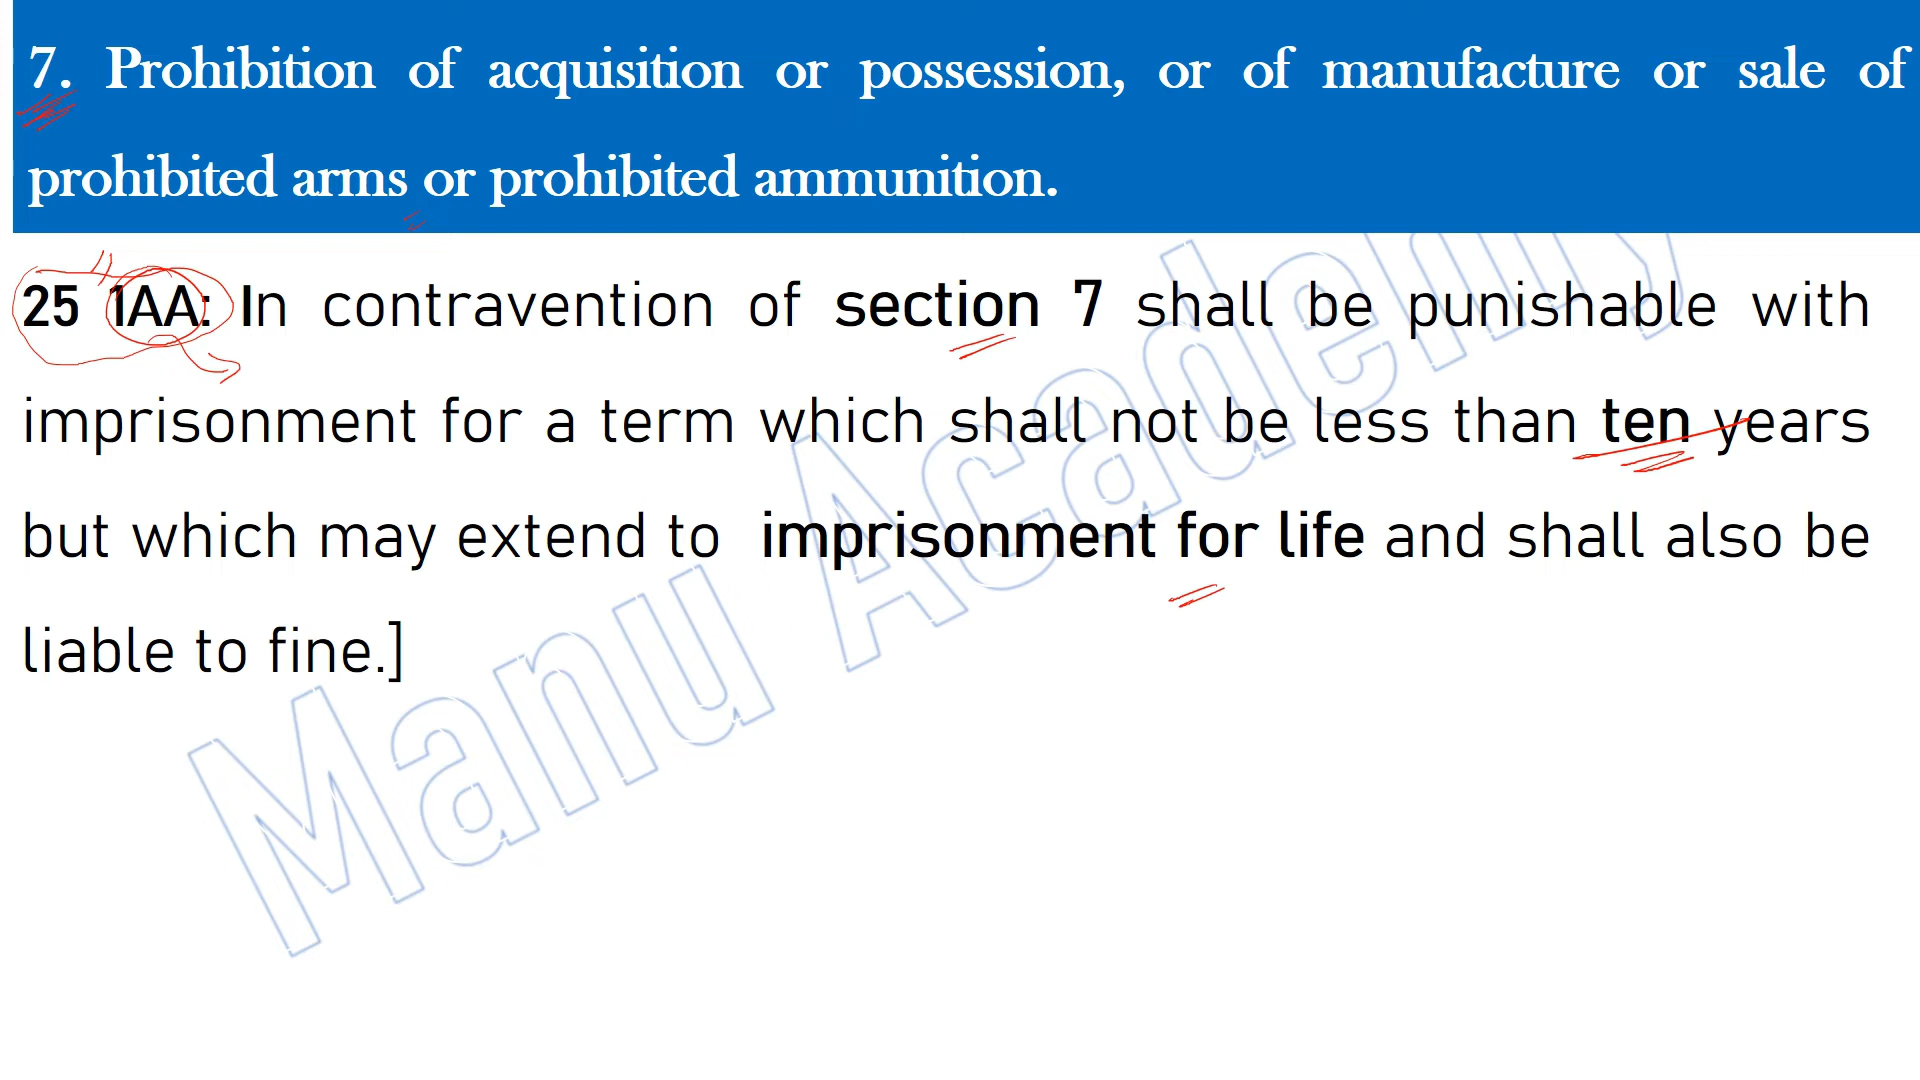 7. Prohibition of acquisition or possession, or of manufacture or sale of
prohibited arms or prohibited ammunition.
25 1AA: In contravention of section 7 shall be punishable with
imprisonment for a term which shall not be less than ten years
but which may extend to imprisonment for life and shall also be
liable to fine.]
Manu Academy